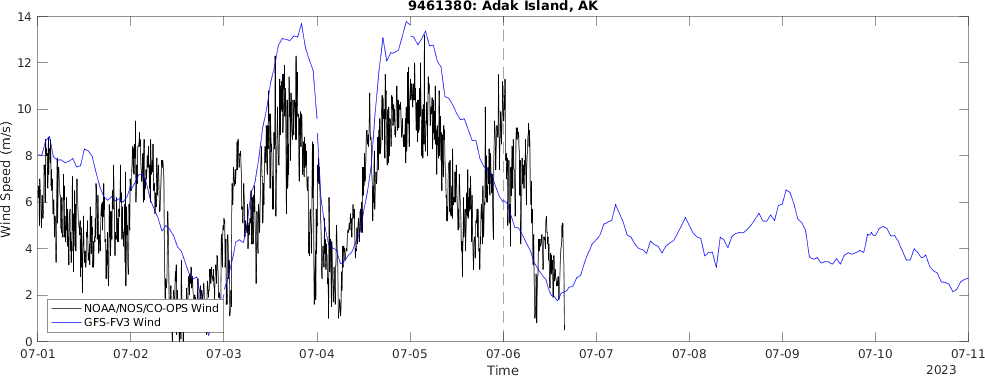 9461380: Adak Island, AK
Wind Speed (m/s)
14
12
10
8
6
4
2
0
NOAA/NOS/CO-OPS Wind
GFS-FV3 Wind
07-01 07-02 07-03 07-04 07-05 07-06 07-07 07-08 07-09 07-10 07-11
Time
2023